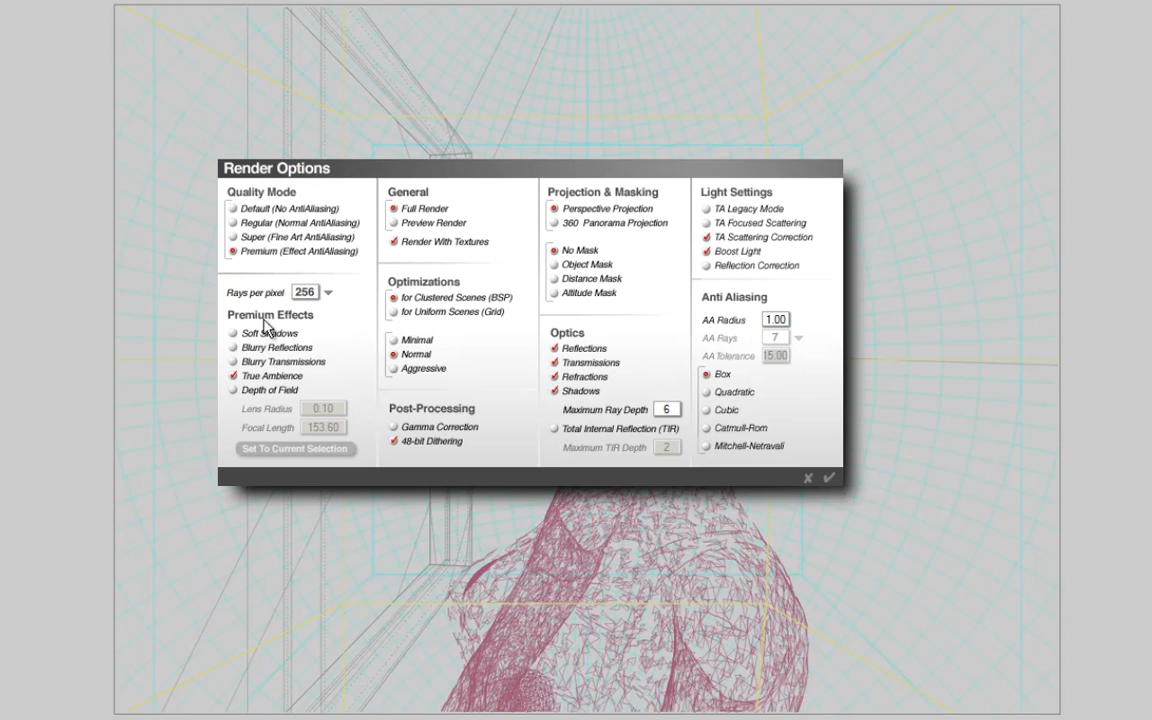 Render Options
Quality Mode
Default (No AntiAliasing)
Regular (Normal AntiAliasing)
Super (Fine Art AntiAliasing)
Premium (Effect AntiAliasing)
Rays per pixel 256
Premium Effects
Soft Shadows
Blurry Reflections
Blurry Transmissions
True Ambience
Depth of Field
Lens Radius 0.10
Focal Length 153.60
Set To Current Selection
General
Full Render
Preview Render
Render With Textures
Optimizations
for Clustered Scenes (BSP)
for Uniform Scenes (Grid)
Minimal
Normal
Aggressive
Post-Processing
Gamma Correction
48-bit Dithering
Projection & Masking
Perspective Projection
360 Panorama Projection
No Mask
Object Mask
Distance Mask
Altitude Mask
Optics
Reflections
Transmissions
Refractions
Shadows
Maximum Ray Depth 6
Total Internal Reflection (TIR)
Maximum TIR Depth 2
Light Settings
TA Legacy Mode
TA Focused Scattering
TA Scattering Correction
Boost Light
Reflection Correction
Anti Aliasing
AA Radius 1.00
AA Rays 7
AA Tolerance 15.00
Box
Quadratic
Cubic
Catmull-Rom
Mitchell-Netravali